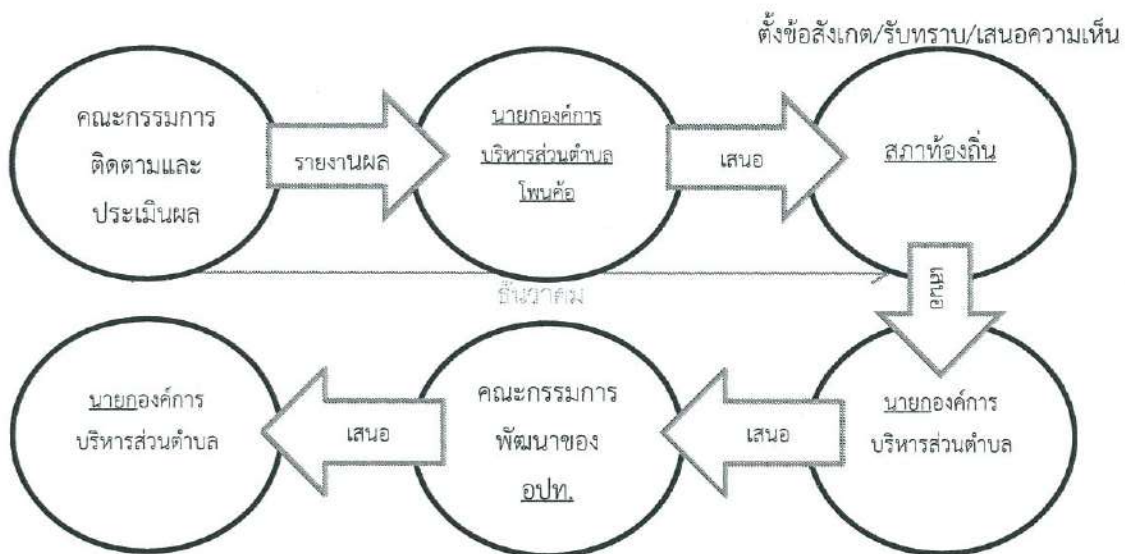 ตั้งข้อสังเกต/รับทราบ/เสนอความเห็น
คณะกรรมการ
ติดตามและ
ประเมินผล
รายงานผล
นายกองค์การ
บริหารส่วนตำบล
โพนค้อ
เสนอ
สภาท้องถิ่น
ธันวาคม
เสนอ
นายกองค์การ
บริหารส่วนตำบล
เสนอ
คณะกรรมการ
พัฒนาของ
อปท.
เสนอ
นายกองค์การ
บริหารส่วนตำบล